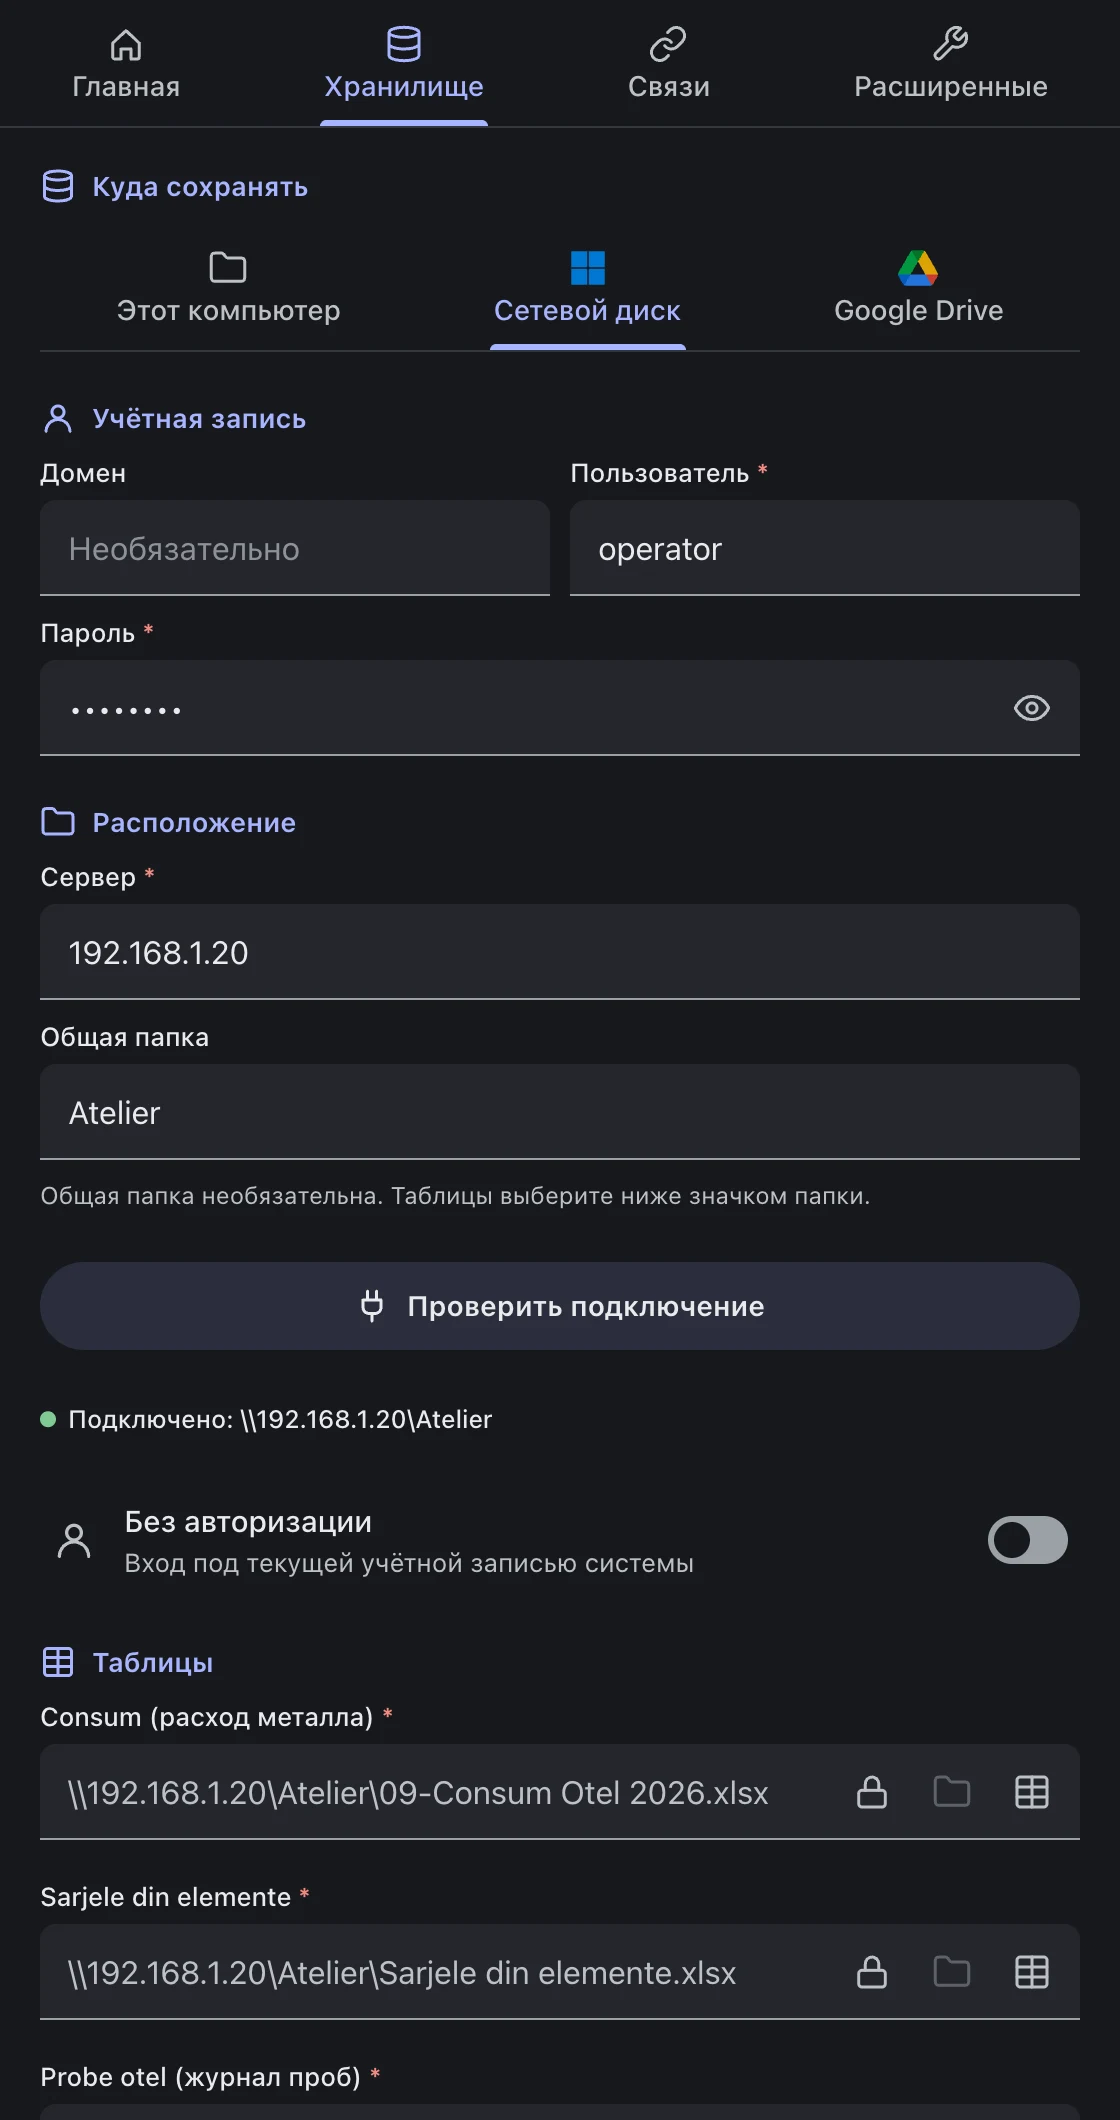 Главная
Хранилище
Связи
Расширенные
Куда сохранять
Этот компьютер
Сетевой диск
Google Drive
Учётная запись
Домен
Пользователь *
Необязательно
operator
Пароль *
••••••••
Расположение
Сервер *
192.168.1.20
Общая папка
Atelier
Общая папка необязательна. Таблицы выберите ниже значком папки.
Проверить подключение
Подключено: \\192.168.1.20\Atelier
Без авторизации
Вход под текущей учётной записью системы
Таблицы
Consum (расход металла) *
\\192.168.1.20\Atelier\09-Consum Otel 2026.xlsx
Sarjele din elemente *
\\192.168.1.20\Atelier\Sarjele din elemente.xlsx
Probe otel (журнал проб) *